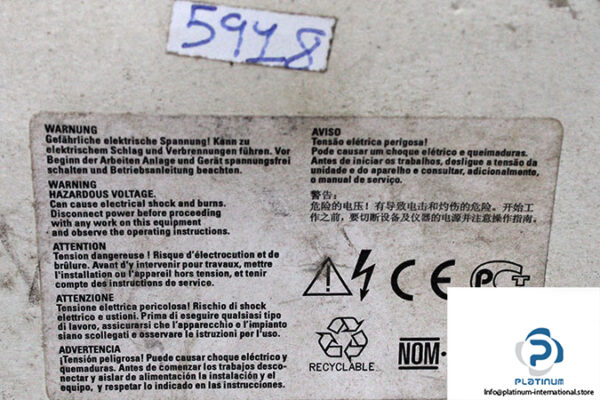 5948
WARNUNG
Gefährliche elektrische Spannung! Kann zu
elektrischem Schlag und Verbrennungen führen. Vor
Beginn der Arbeiten Anlage und Gerät spannungsfrei
schalten und Betriebsanleitung beachten.
WARNING
HAZARDOUS VOLTAGE.
Can cause electrical shock and burns.
Disconnect power before proceeding
with any work on this equipment
and observe the operating instructions.
ATTENTION
Tension dangereuse ! Risque d'électrocution et de
brûlure. Avant d'y intervenir pour travaux, mettre
l'installation ou l'appareil hors tension, et tenir
compte des instructions de service.
ATTENZIONE
Tensione elettrica pericolosa! Rischio di shock
elettrico e ustioni. Prima di eseguire qualsiasi tipo
di lavoro, assicurarsi che l'apparecchio e l'impianto
siano scollegati e osservare le istruzioni per l'uso.
ADVERTENCIA
¡Tensión peligrosa! Puede causar choque eléctrico y
quemaduras. Antes de comenzar los trabajos desco-
nectar y aislar de alimentación la instalación y el
equipo, y respetar lo indicado en las instrucciones.
AVISO
Tensão elétrica perigosa!
Pode causar um choque elétrico e queimaduras.
Antes de iniciar os trabalhos, desligue a tensão da
unidade e do aparelho e consultar, adicionalmente,
o manual de serviço.
警告:
危险的电压! 有导致电击和灼伤的危险。开始工
作之前,要切断设备及仪器的电源并注意操作指南。
CE
RECYCLABLE
NOM-
PLATINUM
Info@platinum-international.store